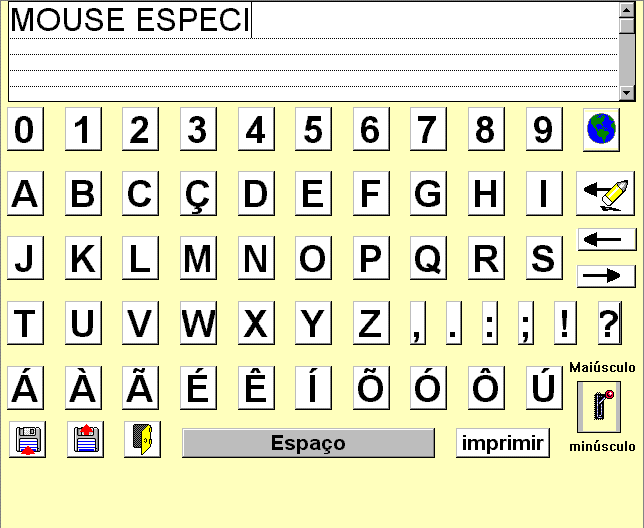 MOUSE ESPECI
0 1 2 3 4 5 6 7 8 9
A B C Ç D E F G H I
J K L M N O P Q R S
T U V W X Y Z , . : ; ! ?
Maiúsculo
Á À Ã É Ê Í Õ Ó Ô Ú
minúsculo
Espaço imprimir